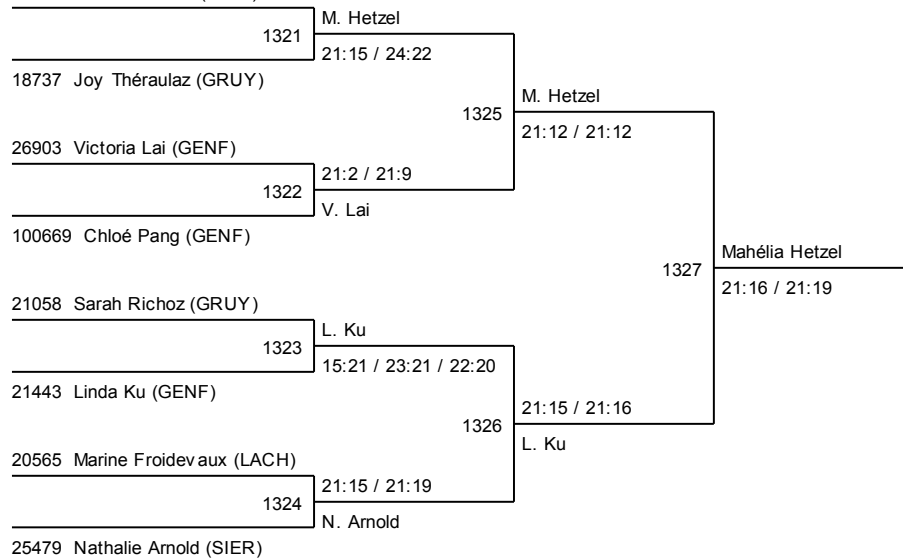 M. Hetzel
1321
21:15 / 24:22
18737 Joy Théraulaz (GRUY)
M. Hetzel
1325
21:12 / 21:12
26903 Victoria Lai (GENF)
21:2 / 21:9
1322
V. Lai
100669 Chloé Pang (GENF)
Mahélia Hetzel
1327
21:16 / 21:19
21058 Sarah Richoz (GRUY)
L. Ku
1323
15:21 / 23:21 / 22:20
21443 Linda Ku (GENF)
21:15 / 21:16
1326
L. Ku
20565 Marine Froidevaux (LACH)
21:15 / 21:19
1324
N. Arnold
25479 Nathalie Arnold (SIER)